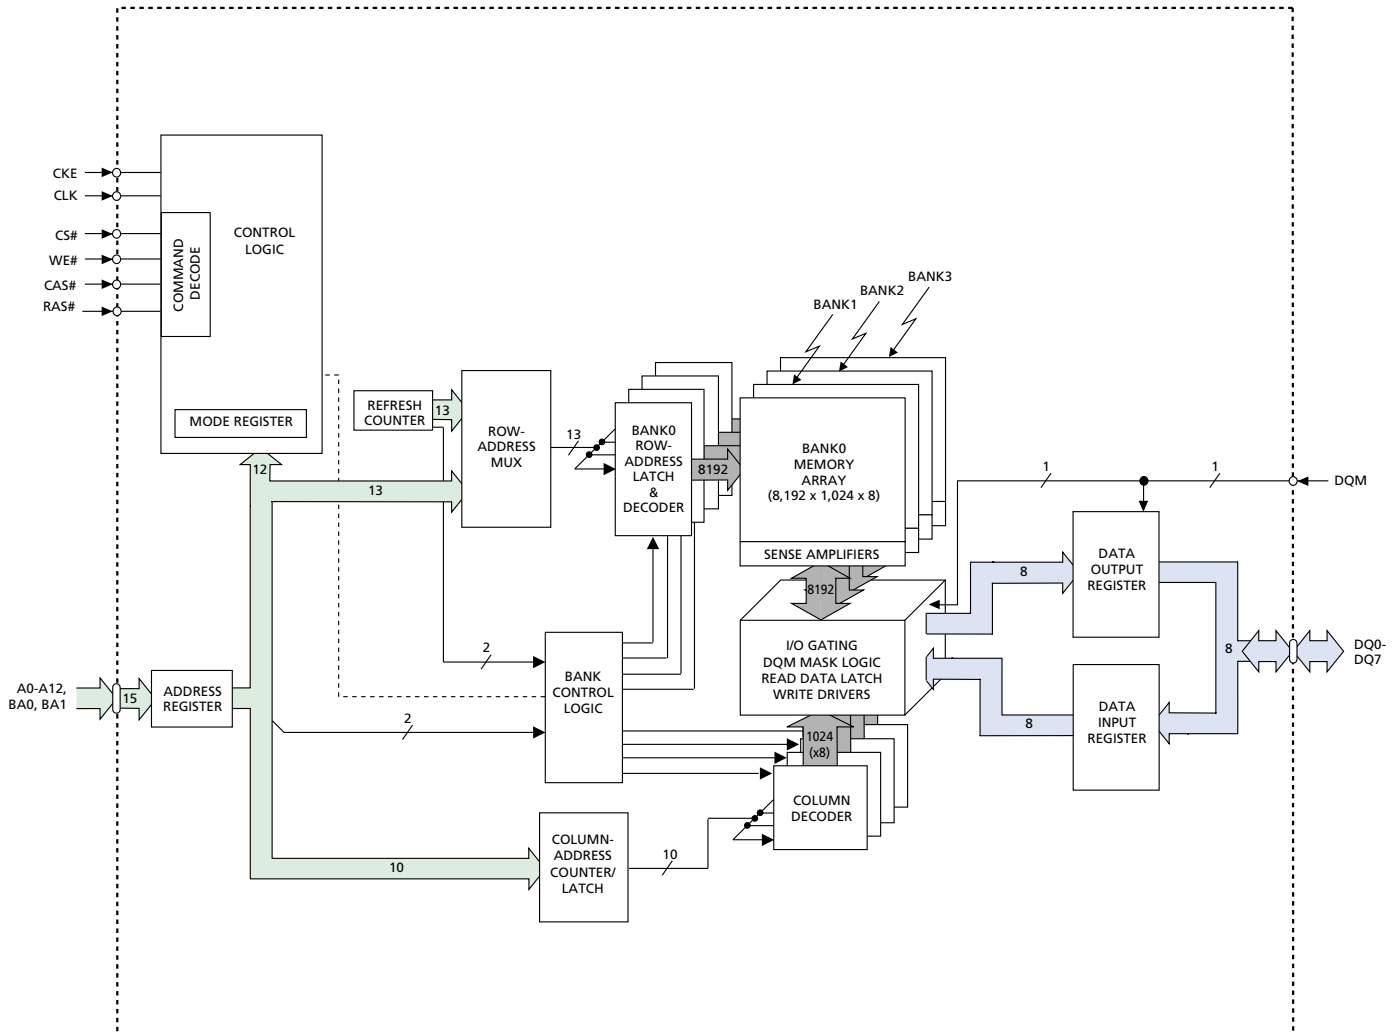 CKE
CLK
CS#
WE#
CAS#
RAS#
COMMAND
DECODE
CONTROL
LOGIC
MODE REGISTER
12
REFRESH
COUNTER
13
13
ROW-
ADDRESS
MUX
13
BANK0
ROW-
ADDRESS
LATCH
&
DECODER
8192
BANK1
BANK2
BANK3
BANK0
MEMORY
ARRAY
(8,192 x 1,024 x 8)
SENSE AMPLIFIERS
8192
I/O GATING
DQM MASK LOGIC
READ DATA LATCH
WRITE DRIVERS
1
1
DQM
DATA
OUTPUT
REGISTER
8
8
DQ0-
DQ7
DATA
INPUT
REGISTER
8
A0-A12,
BA0, BA1
15
ADDRESS
REGISTER
2
2
BANK
CONTROL
LOGIC
1024
(x8)
COLUMN
DECODER
COLUMN-
ADDRESS
COUNTER/
LATCH
10
10